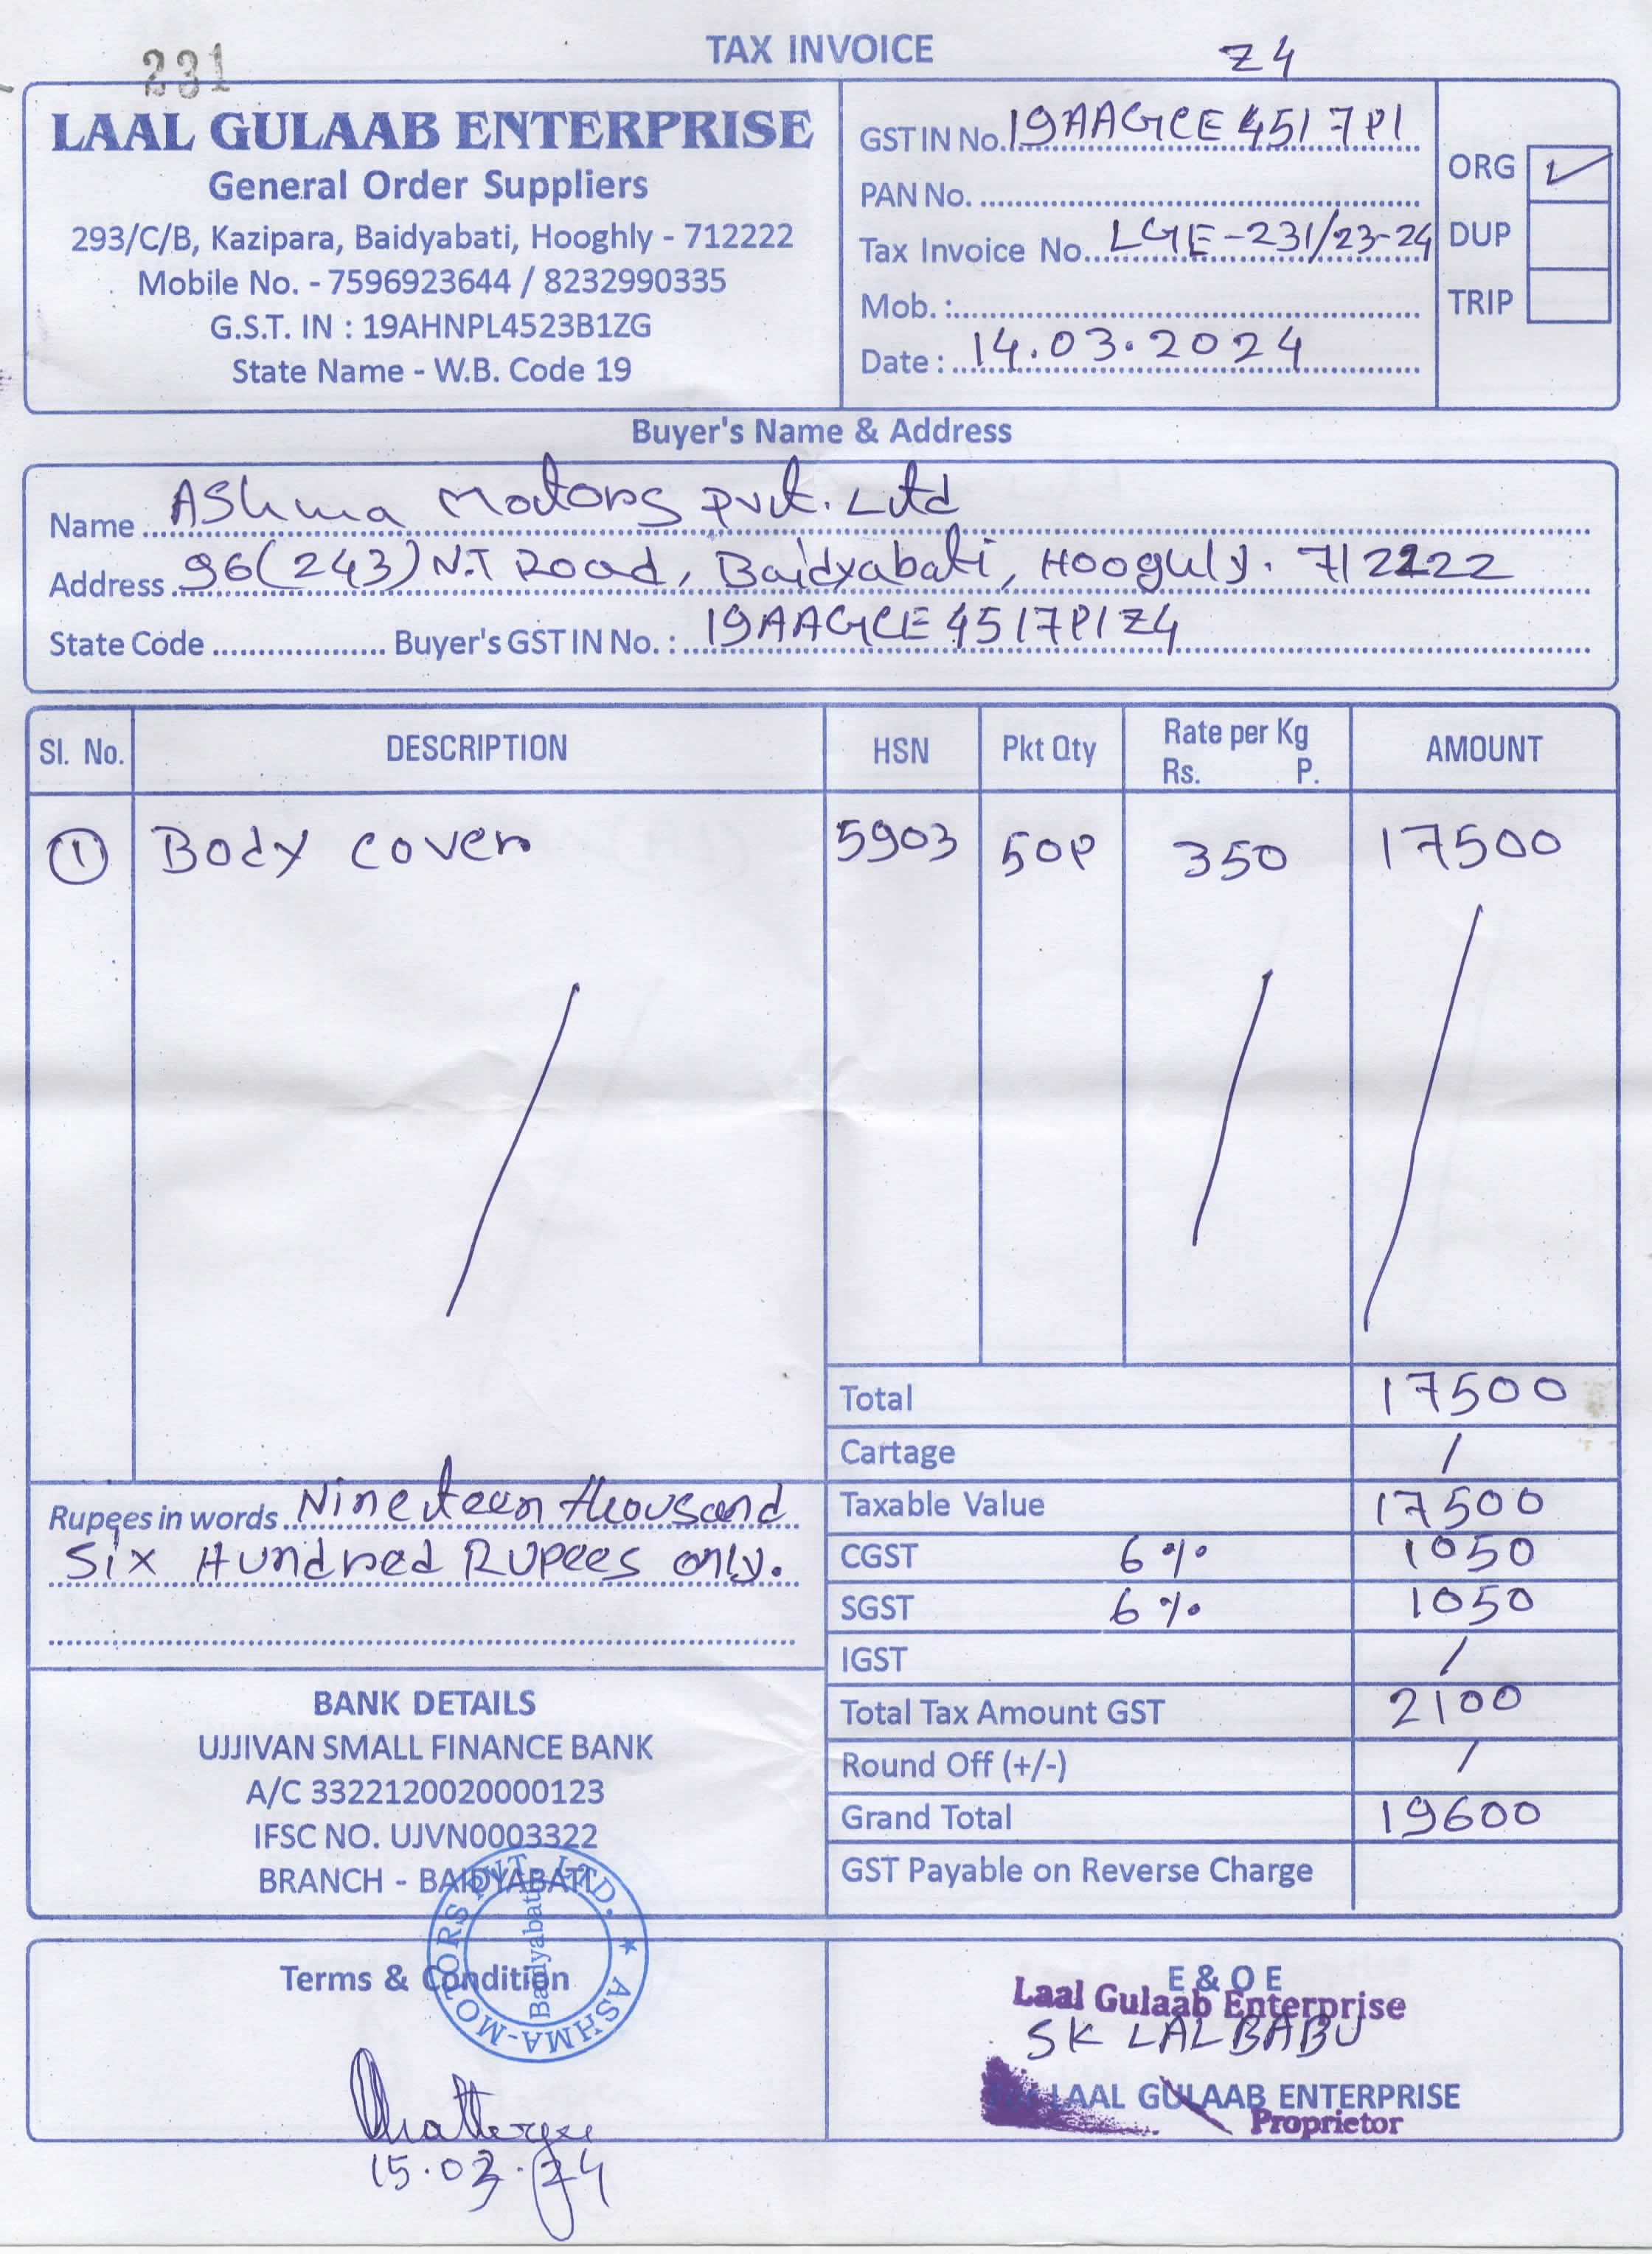 231
TAX INVOICE
Z4
LAAL GULAAB ENTERPRISE
General Order Suppliers
293/C/B, Kazipara, Baidyabati, Hooghly - 712222
Mobile No. - 7596923644 / 8232990335
G.S.T. IN : 19AHNPL4523B1ZG
State Name - W.B. Code 19
GSTIN No. 19AAGCE4517P1
PAN No.
Tax Invoice No. LGE-231/23-24
Mob. :
Date : 14.03.2024
ORG ✓
DUP
TRIP
Buyer's Name & Address
Name Ashma Motors Pvt. Ltd
Address 96(243) N.T Road, Baidyabati, Hooguly. 712222
State Code Buyer's GSTIN No. : 19AAGCE4517P1Z4
Sl. No. DESCRIPTION HSN Pkt Qty Rate per Kg Rs. P. AMOUNT
1 Body cover 5903 50P 350 17500
Total 17500
Cartage /
Rupees in words Nineteen thousand
Six Hundred Rupees only.
Taxable Value 17500
CGST 6% 1050
SGST 6% 1050
IGST /
Total Tax Amount GST 2100
Round Off (+/-) /
Grand Total 19600
GST Payable on Reverse Charge
BANK DETAILS
UJJIVAN SMALL FINANCE BANK
A/C 3322120020000123
IFSC NO. UJVN0003322
BRANCH - BAIDYABATI
ASHMA-MOTORS PVT. LTD. ★
Baidyabati
Terms & Condition
Chatterjee
15.03.24
E & O E
Laal Gulaab Enterprise
SK LALBABU
LAAL GULAAB ENTERPRISE
Proprietor